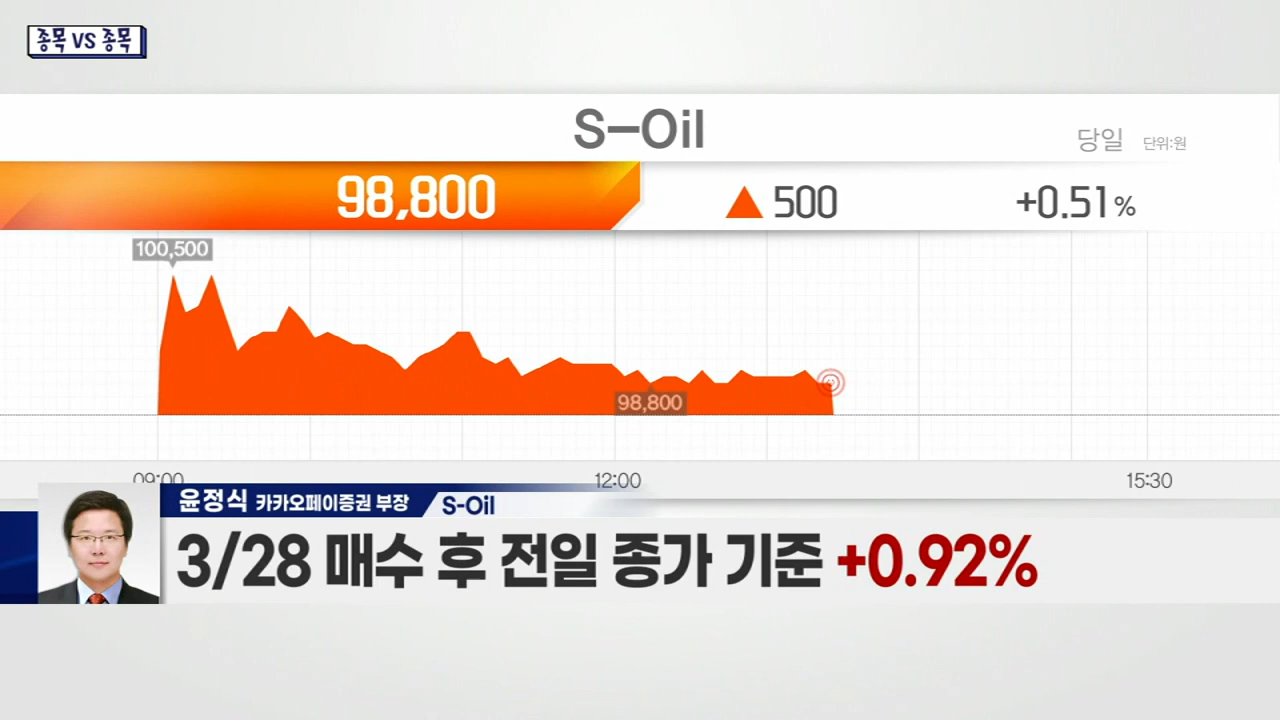 종목 VS 종목
S-Oil
당일 단위:원
98,800 ▲500 +0.51%
100,500
98,800
09:00 12:00 15:30
윤정식 카카오페이증권 부장 S-Oil
3/28 매수 후 전일 종가 기준 +0.92%